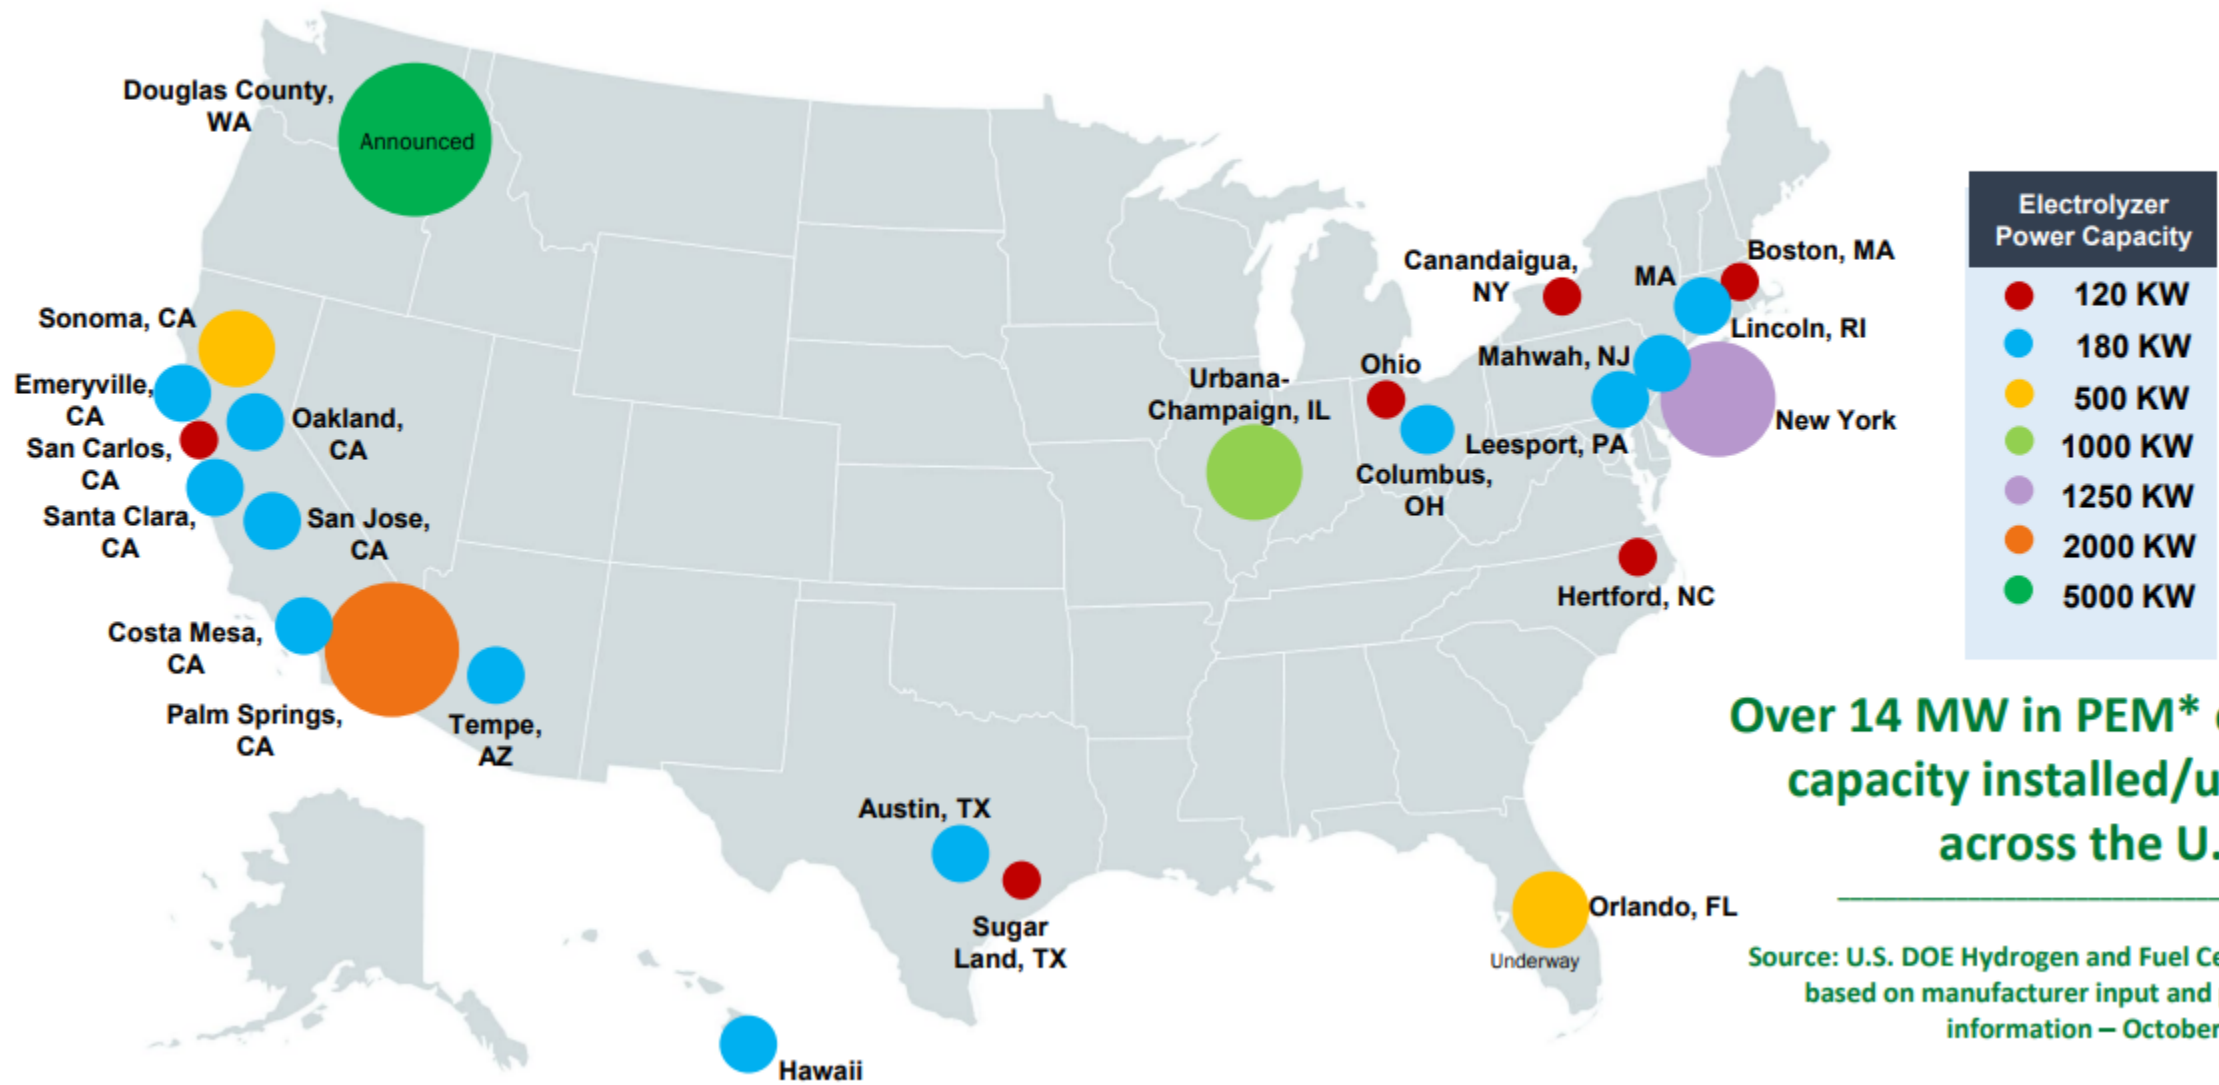 Douglas County,
WA
Announced
Sonoma, CA
Emeryville,
CA
Oakland,
CA
San Carlos,
CA
Santa Clara,
CA
San Jose,
CA
Costa Mesa,
CA
Palm Springs,
CA
Tempe,
AZ
Austin, TX
Sugar
Land, TX
Hawaii
Urbana-
Champaign, IL
Ohio
Columbus,
OH
Canandaigua,
NY
MA
Boston, MA
Lincoln, RI
Mahwah, NJ
Leesport, PA
New York
Hertford, NC
Orlando, FL
Underway
Electrolyzer
Power Capacity
120 KW
180 KW
500 KW
1000 KW
1250 KW
2000 KW
5000 KW
Over 14 MW in PEM*
capacity installed/
across the U.
Source: U.S. DOE Hydrogen and Fuel
based on manufacturer input and
information – October